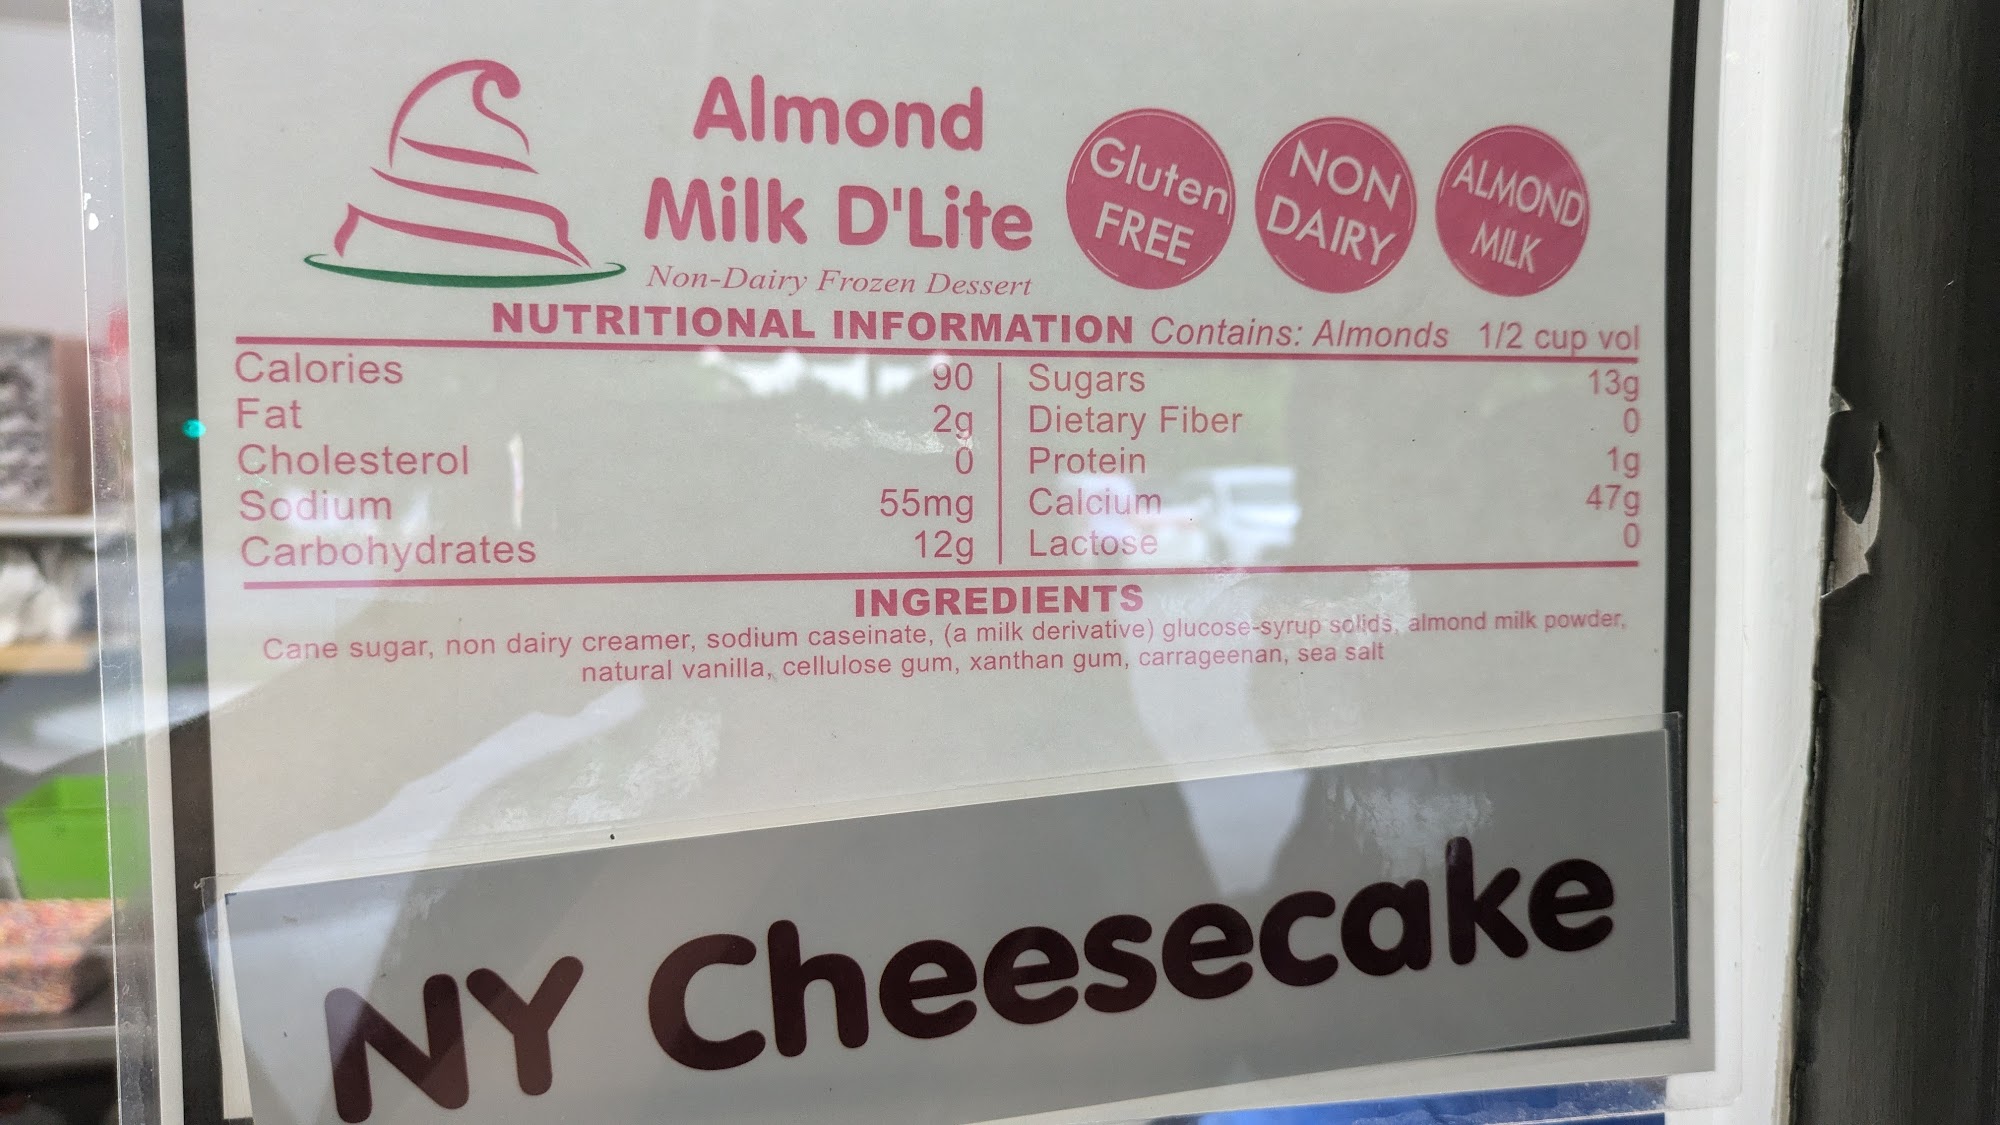 Almond
Milk D'Lite
Non-Dairy Frozen Dessert
Gluten
FREE
NON
DAIRY
ALMOND
MILK
NUTRITIONAL INFORMATION Contains: Almonds 1/2 cup vol
Calories 90
Fat 2g
Cholesterol 0
Sodium 55mg
Carbohydrates 12g
Sugars 13g
Dietary Fiber 0
Protein 1g
Calcium 47g
Lactose 0
INGREDIENTS
Cane sugar, non dairy creamer, sodium caseinate, (a milk derivative) glucose-syrup solids, almond milk powder,
natural vanilla, cellulose gum, xanthan gum, carrageenan, sea salt
NY Cheesecake